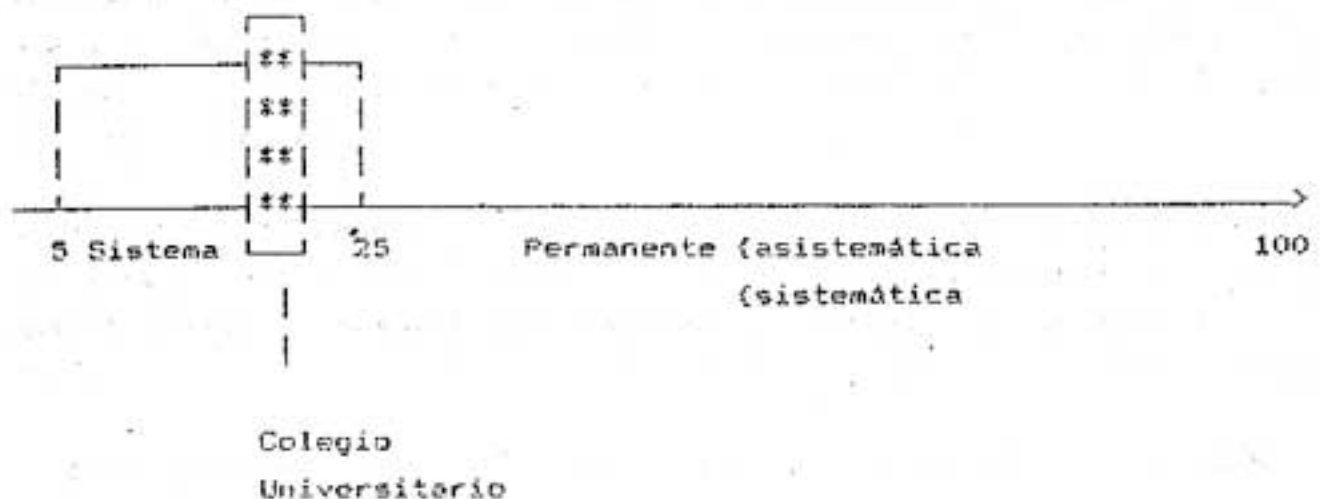 **
**
**
**
5 Sistema 25 Permanente (asistemática 100
(sistemática
Colegio
Universitario